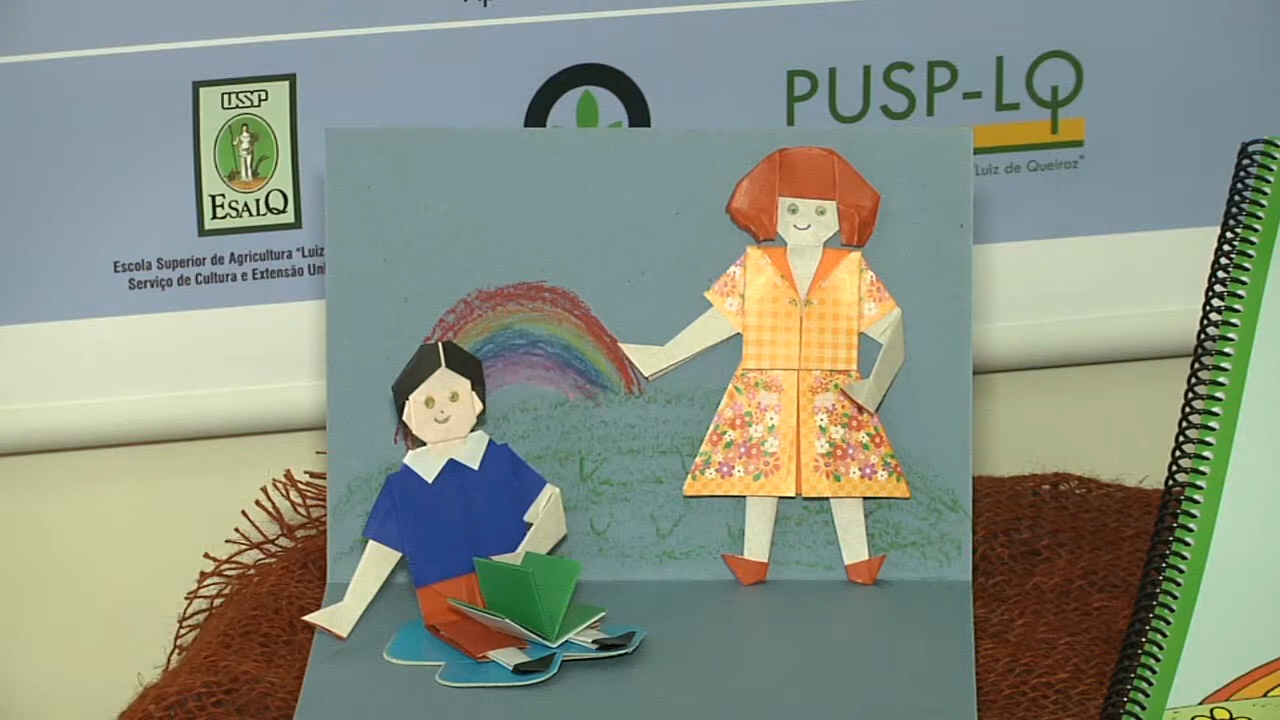 USP
ESALQ
PUSP-LQ
"Luiz de Queiroz"
Escola Superior de Agricultura "Luiz
Serviço de Cultura e Extensão Uni